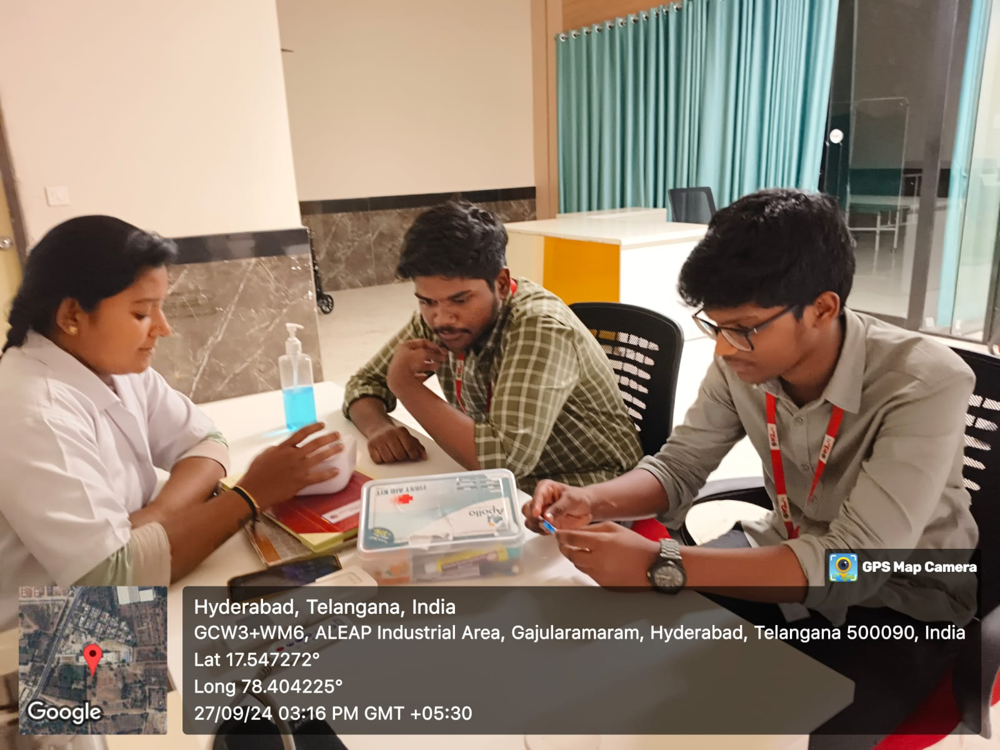 FIRST AID KIT
Apollo
GPS Map Camera
Hyderabad, Telangana, India
GCW3+WM6, ALEAP Industrial Area, Gajularamaram, Hyderabad, Telangana 500090, India
Lat 17.547272°
Long 78.404225°
27/09/24 03:16 PM GMT +05:30
Google